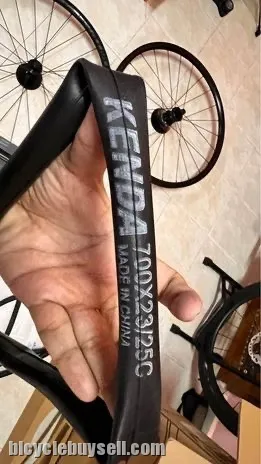 KENDA 700X23/25C
MADE IN CHINA
bicyclebuysell.com